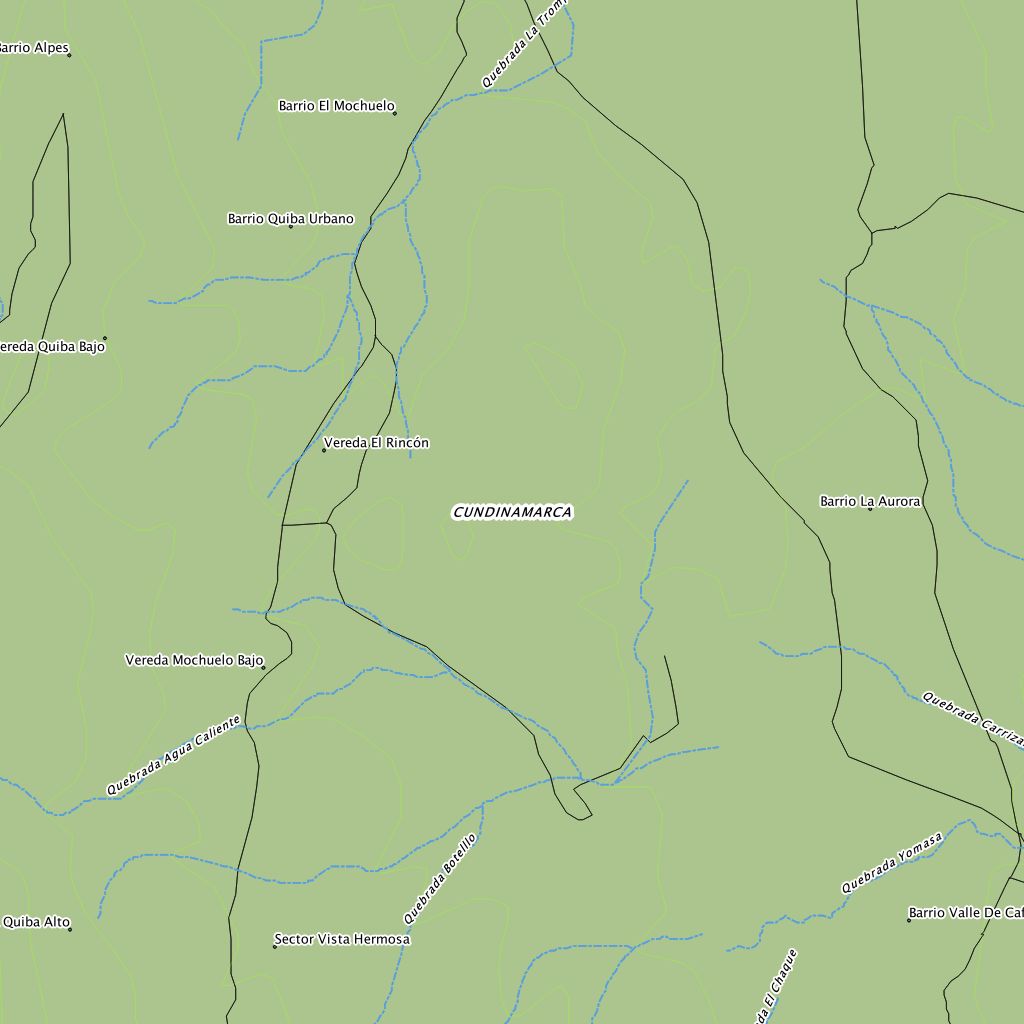 Quebrada La Tromp
Barrio Alpes
Barrio El Mochuelo
Barrio Quiba Urbano
ereda Quiba Bajo
Vereda El Rincón
CUNDINAMARCA
Barrio La Aurora
Vereda Mochuelo Bajo
Quebrada Carriza
Quebrada Agua Caliente
Quebrada Botelllo
Quebrada Yomasa
Quiba Alto
Barrio Valle De Caf
Sector Vista Hermosa
da El Chaque